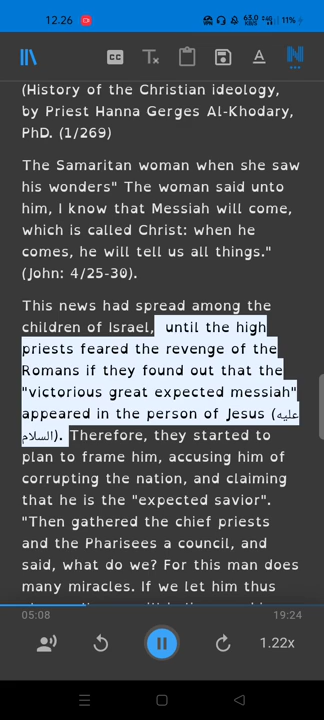 12.26
63.0
KB/s
11%
CC
A
N
(History of the Christian ideology,
by Priest Hanna Gerges Al-Khodary,
PhD. (1/269)
The Samaritan woman when she saw
his wonders" The woman said unto
him, I know that Messiah will come,
which is called Christ: when he
comes, he will tell us all things."
(John: 4/25-30).
This news had spread among the
children of Israel, until the high
priests feared the revenge of the
Romans if they found out that the
"victorious great expected messiah"
appeared in the person of Jesus (عليه
السلام). Therefore, they started to
plan to frame him, accusing him of
corrupting the nation, and claiming
that he is the "expected savior".
"Then gathered the chief priests
and the Pharisees a council, and
said, what do we? For this man does
many miracles. If we let him thus
05:08
19:24
1.22x